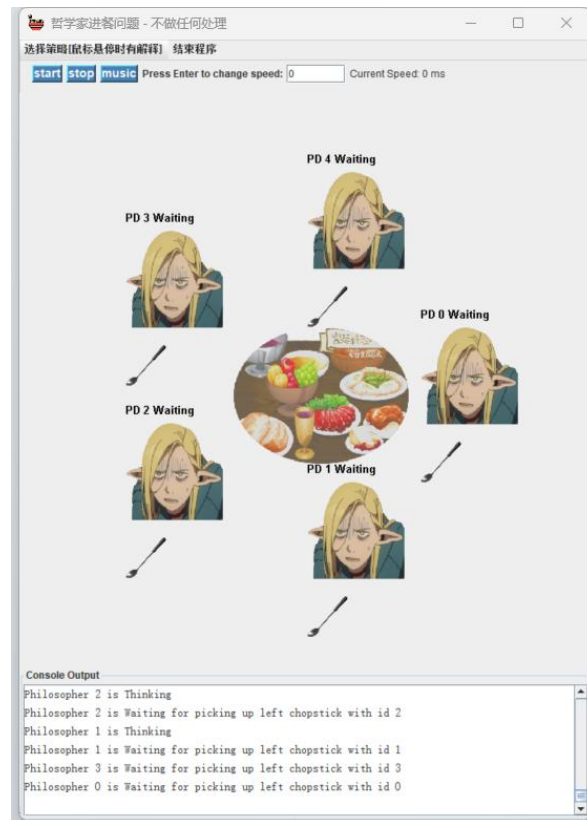 哲学家进餐问题 - 不做任何处理
选择策略[鼠标悬停时有解释] 结束程序
start stop music Press Enter to change speed: 0 Current Speed: 0 ms
PD 4 Waiting
PD 3 Waiting
PD 0 Waiting
PD 2 Waiting
PD 1 Waiting
Console Output
Philosopher 2 is Thinking
Philosopher 2 is Waiting for picking up left chopstick with id 2
Philosopher 1 is Thinking
Philosopher 1 is Waiting for picking up left chopstick with id 1
Philosopher 3 is Waiting for picking up left chopstick with id 3
Philosopher 0 is Waiting for picking up left chopstick with id 0